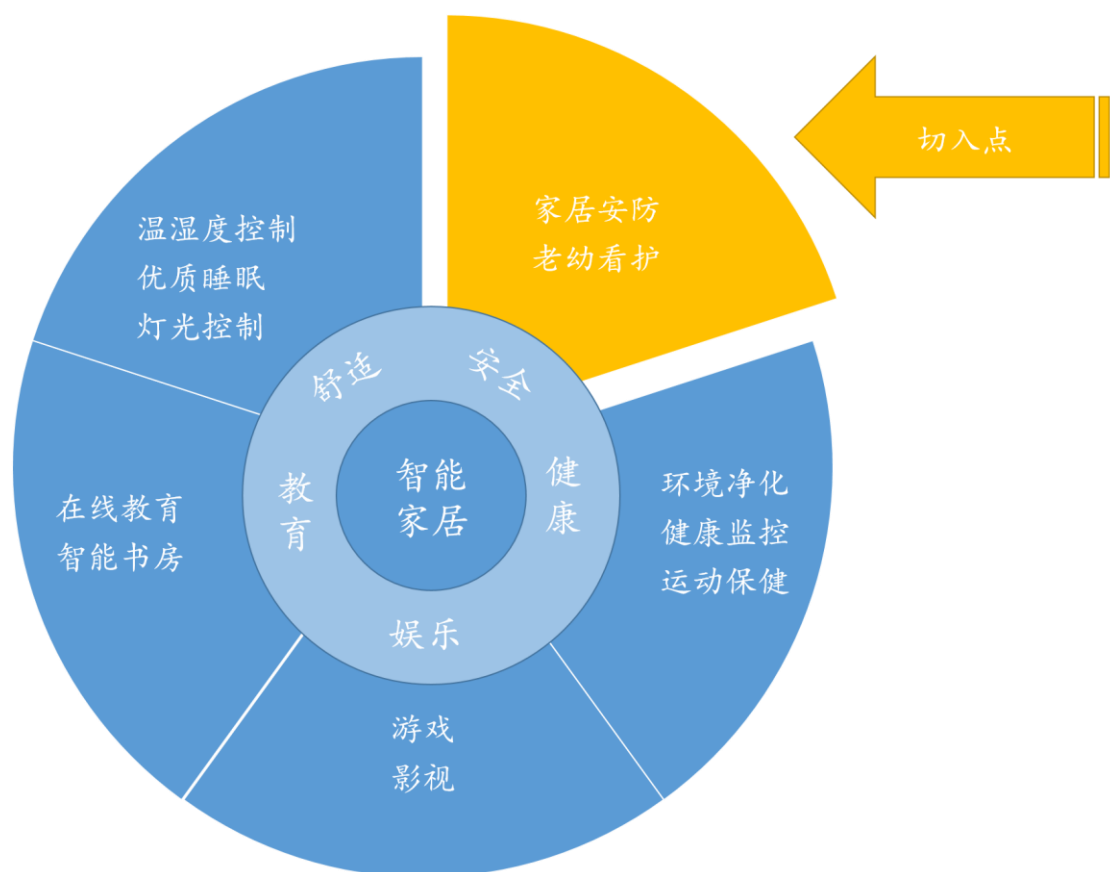 切入点
家居安防
老幼看护
温湿度控制
优质睡眠
灯光控制
舒适
安全
智能
家居
教育
健康
在线教育
智能书房
环境净化
健康监控
运动保健
娱乐
游戏
影视